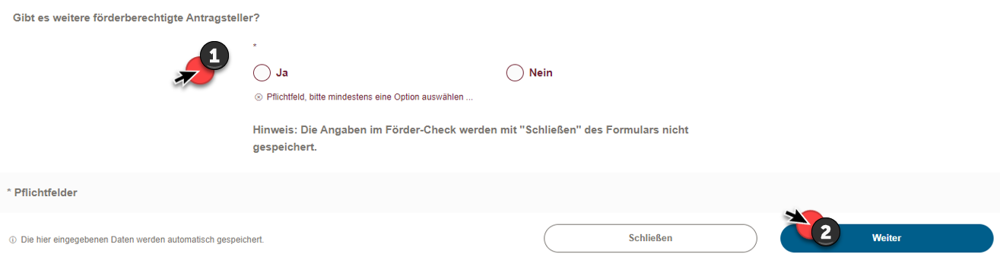 Gibt es weitere förderberechtigte Antragsteller?
*
1
Ja
Nein
Pflichtfeld, bitte mindestens eine Option auswählen ...
Hinweis: Die Angaben im Förder-Check werden mit "Schließen" des Formulars nicht
gespeichert.
* Pflichtfelder
Die hier eingegebenen Daten werden automatisch gespeichert.
Schließen
2
Weiter